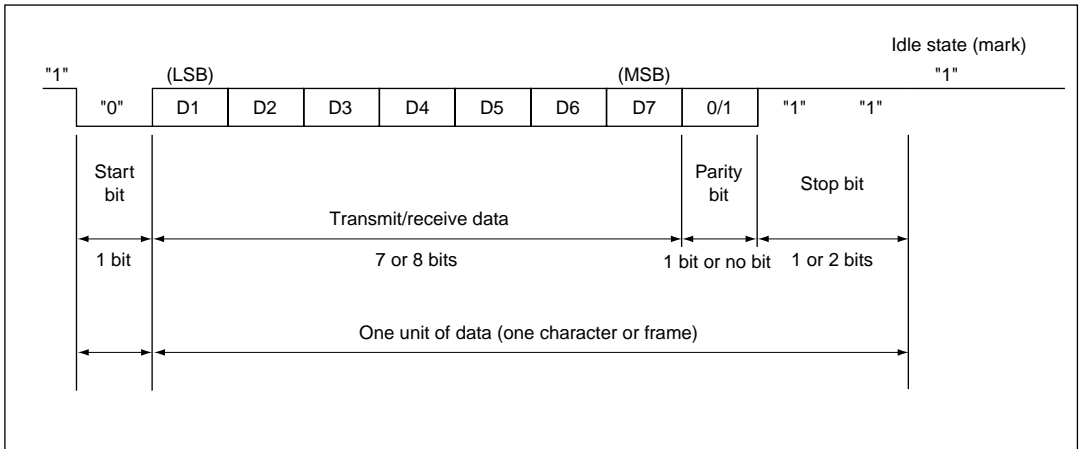 Idle state (mark)
"1" (LSB) (MSB) "1"
"0" D1 D2 D3 D4 D5 D6 D7 0/1 "1" "1"
Start
bit
Parity
bit
Stop bit
Transmit/receive data
1 bit 7 or 8 bits 1 bit or no bit 1 or 2 bits
One unit of data (one character or frame)